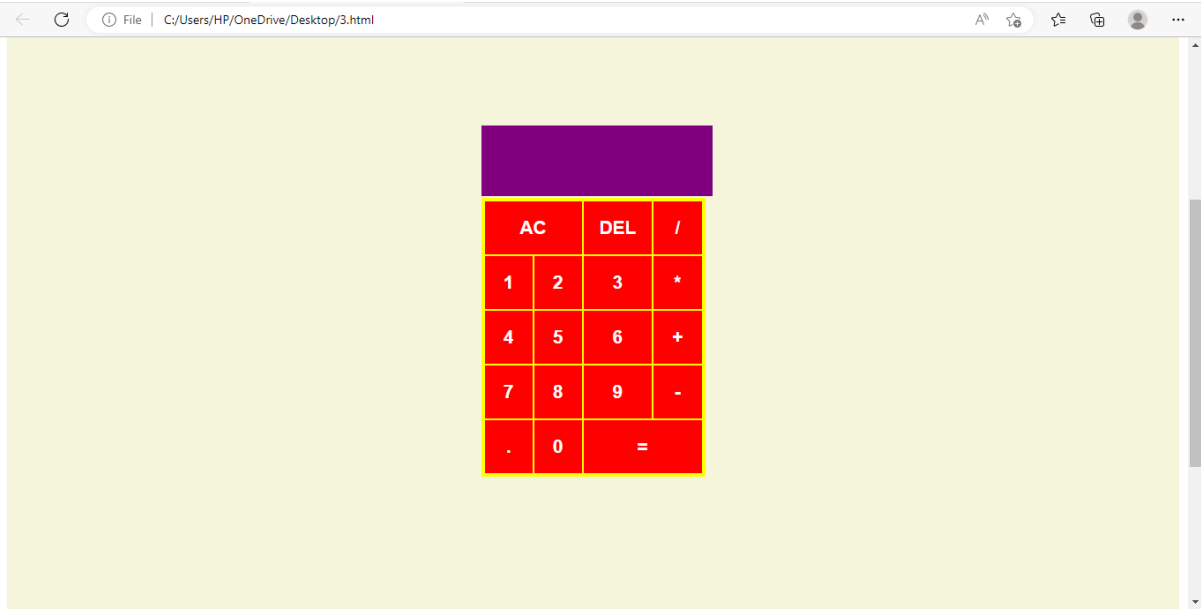 File C:/Users/HP/OneDrive/Desktop/3.html
AC DEL /
1 2 3 *
4 5 6 +
7 8 9 -
. 0 =